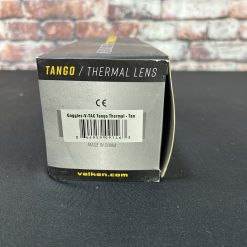 TANGO / THERMAL LENS
CE
Goggles-V-TAC Tango Thermal - Tan
MADE IN CHINA
valken.com